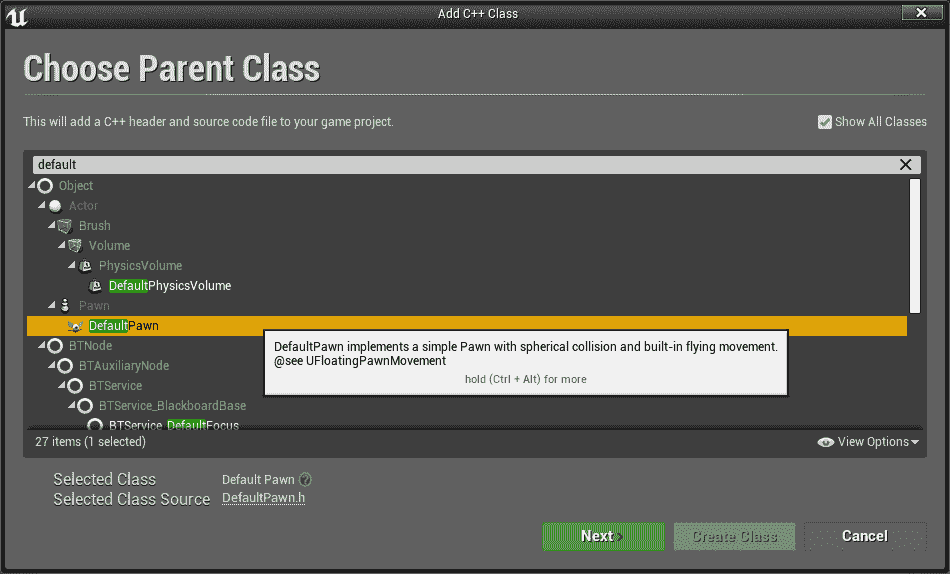 Add C++ Class
Choose Parent Class
This will add a C++ header and source code file to your game project.
Show All Classes
default
Object
Actor
Brush
Volume
PhysicsVolume
DefaultPhysicsVolume
Pawn
DefaultPawn
DefaultPawn implements a simple Pawn with spherical collision and built-in flying movement.
@see UFloatingPawnMovement
hold (Ctrl + Alt) for more
BTNode
BTAuxiliaryNode
BTService
BTService_BlackboardBase
BTService_DefaultFocus
27 items (1 selected)
View Options
Selected Class Default Pawn ?
Selected Class Source DefaultPawn.h
Next >
Create Class
Cancel